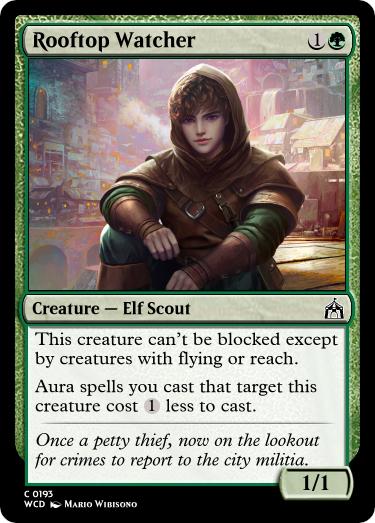 Rooftop Watcher 1
Creature — Elf Scout
This creature can't be blocked except
by creatures with flying or reach.
Aura spells you cast that target this
creature cost 1 less to cast.
Once a petty thief, now on the lookout
for crimes to report to the city militia.
1/1
C 0193
WCD Mario Wibisono